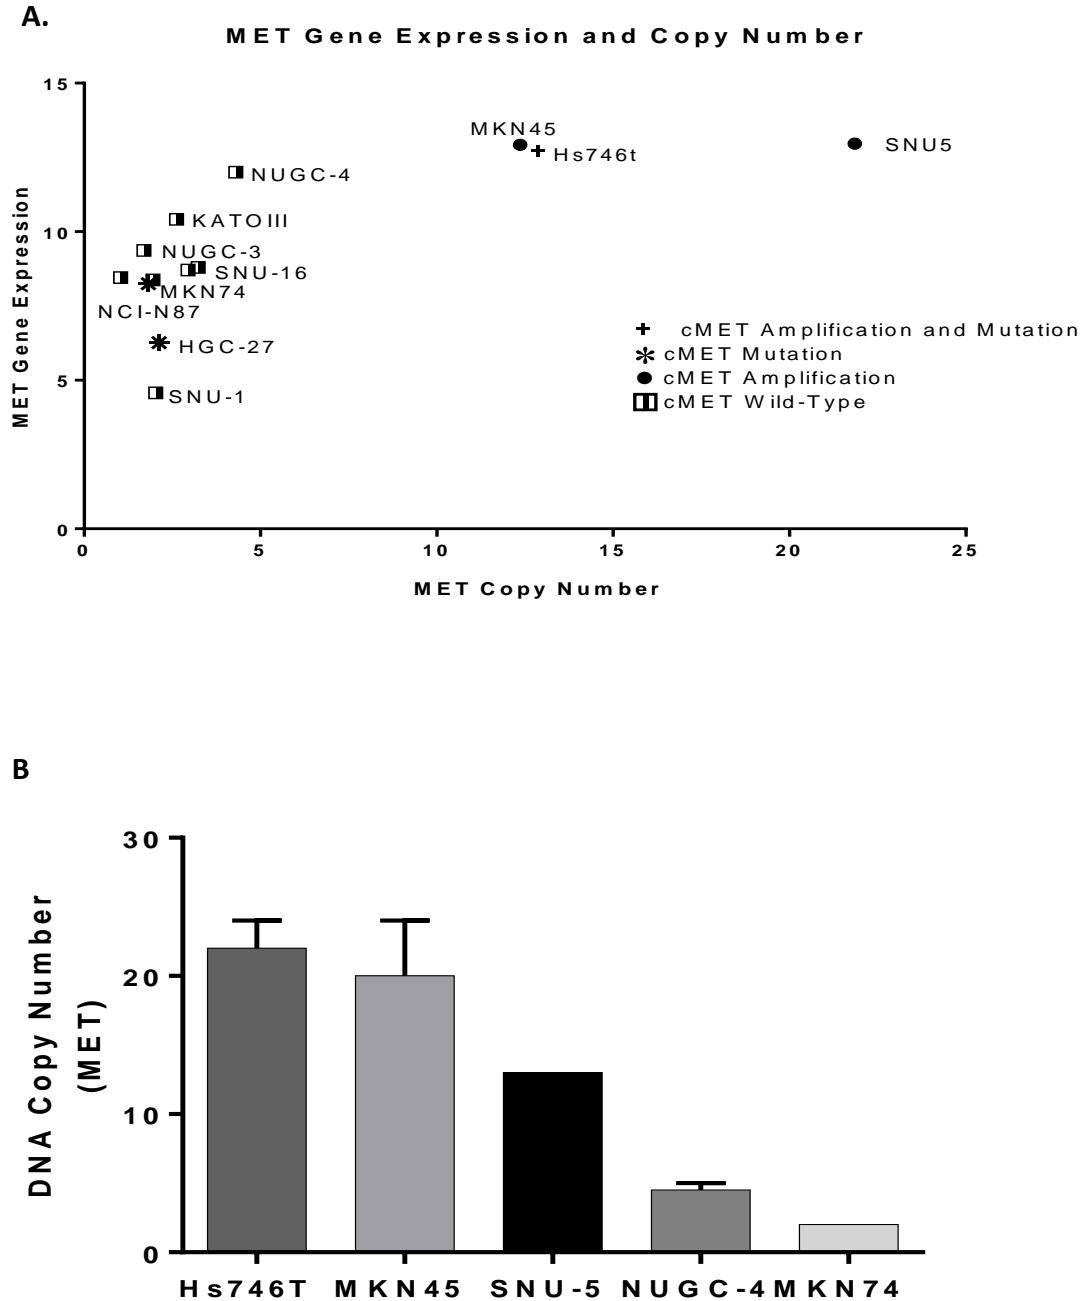 A.
MET Gene Expression and Copy Number
15
MKN45
Hs746t
SNU5
NUGC-4
KATOIII
10
NUGC-3
SNU-16
MKN74
NCI-N87
HGC-27
5
SNU-1
MET Gene Expression
cMET Amplification and Mutation
cMET Mutation
cMET Amplification
cMET Wild-Type
0
0 5 10 15 20 25
MET Copy Number
B
30
20
10
0
DNA Copy Number
(MET)
Hs746T MKN45 SNU-5 NUGC-4 MKN74